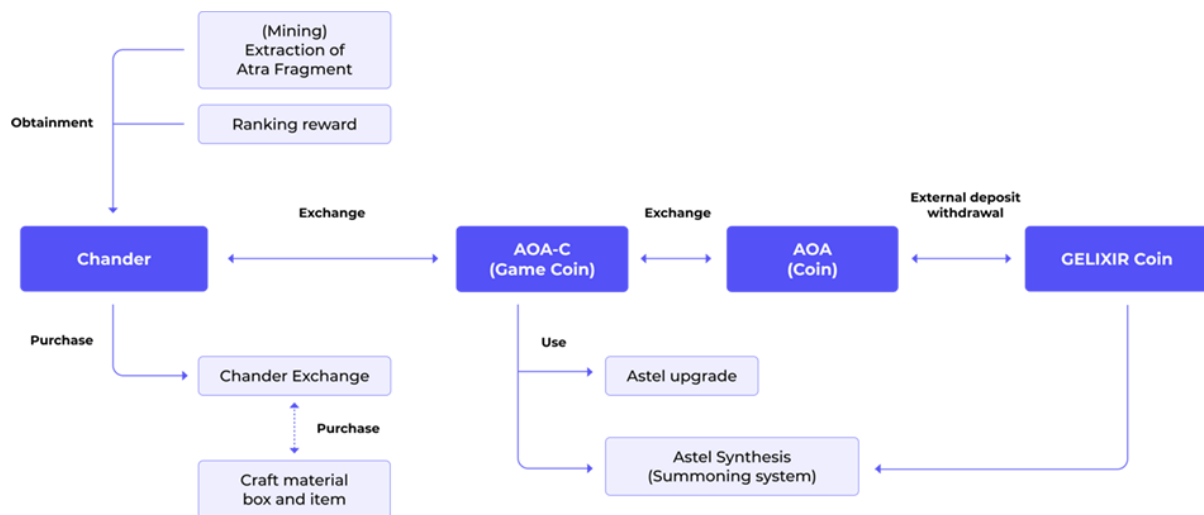 (Mining)
Extraction of
Atra Fragment
Obtainment
Ranking reward
Exchange
Exchange
External deposit
withdrawal
Chander
AOA-C
(Game Coin)
AOA
(Coin)
GELIXIR Coin
Purchase
Use
Chander Exchange
Astel upgrade
Purchase
Craft material
box and item
Astel Synthesis
(Summoning system)